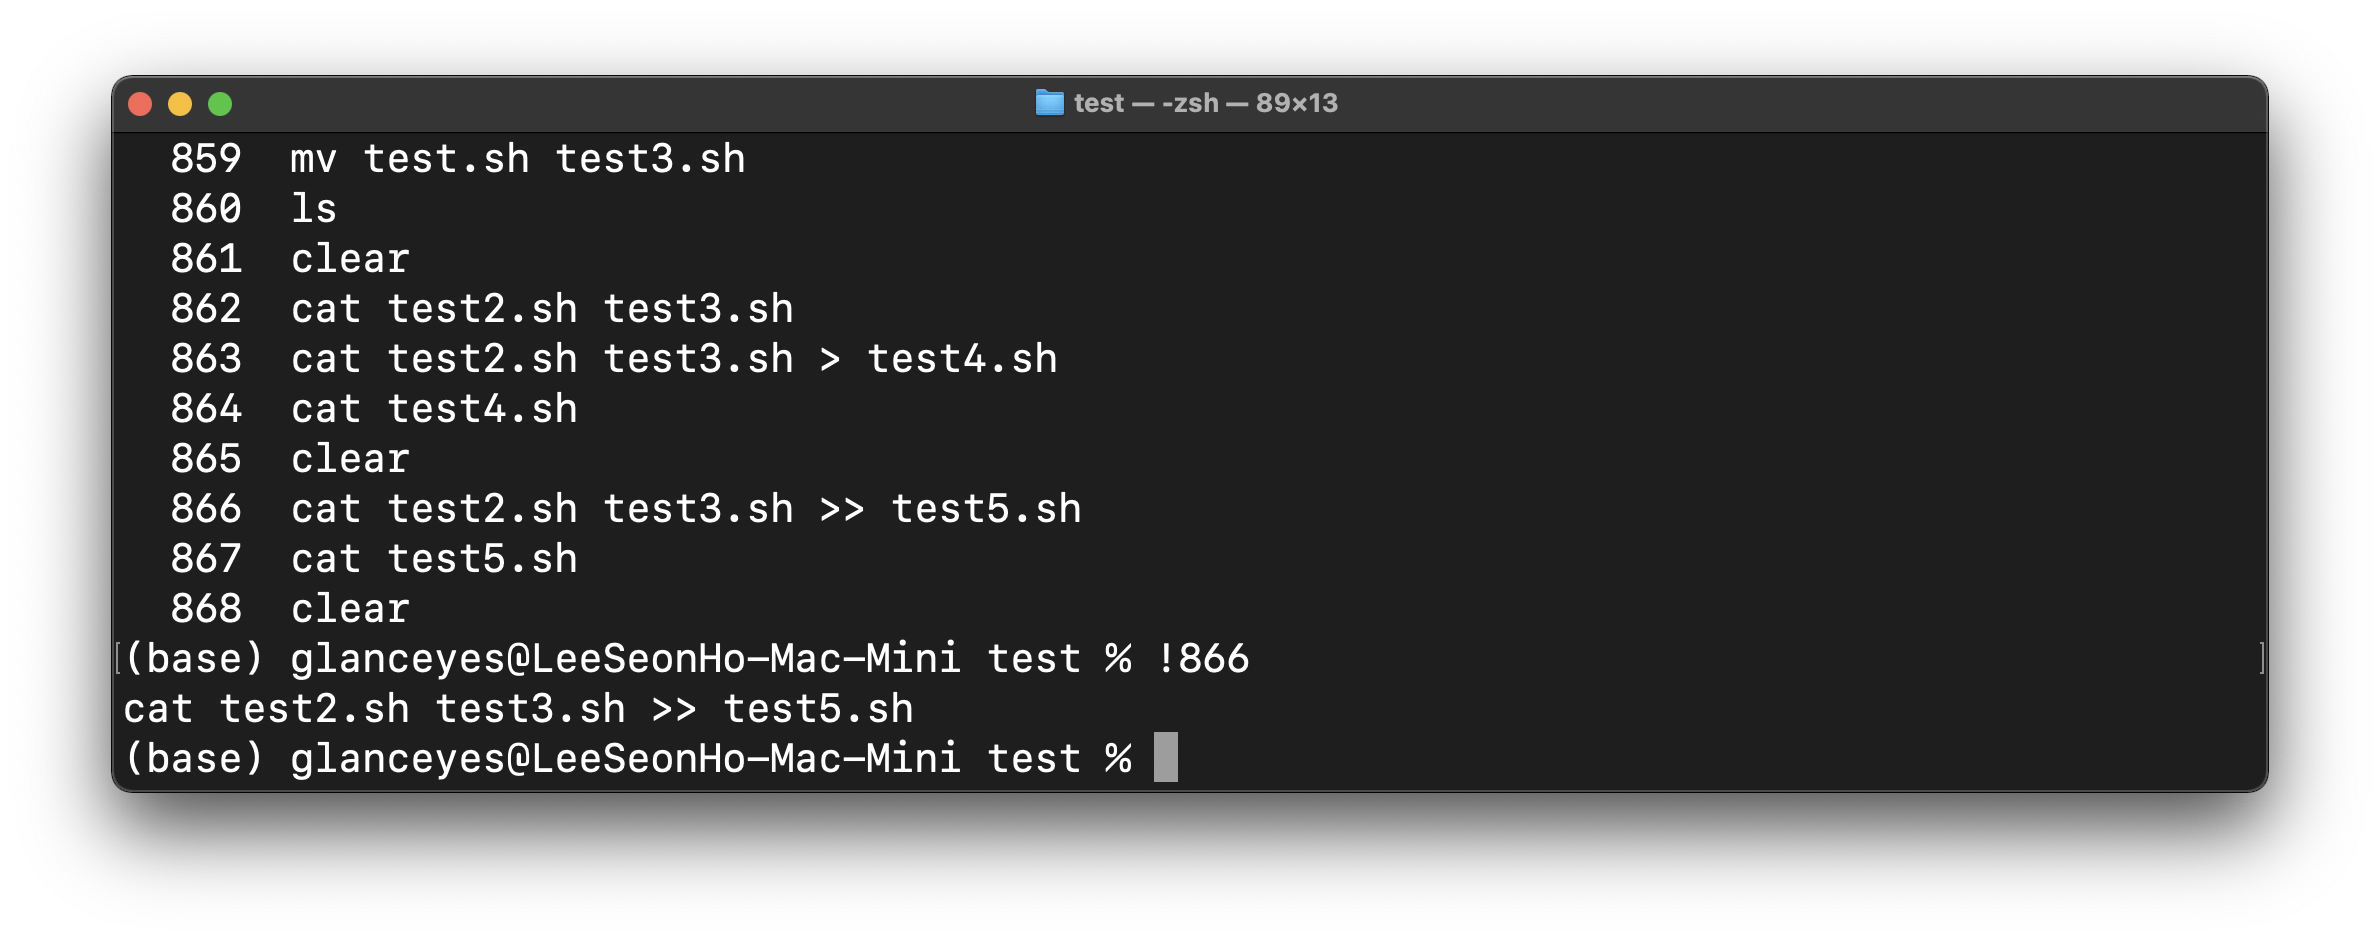 test — -zsh — 89×13
859 mv test.sh test3.sh
860 ls
861 clear
862 cat test2.sh test3.sh
863 cat test2.sh test3.sh > test4.sh
864 cat test4.sh
865 clear
866 cat test2.sh test3.sh >> test5.sh
867 cat test5.sh
868 clear
[(base) glanceyes@LeeSeonHo-Mac-Mini test % !866 ]
cat test2.sh test3.sh >> test5.sh
(base) glanceyes@LeeSeonHo-Mac-Mini test %